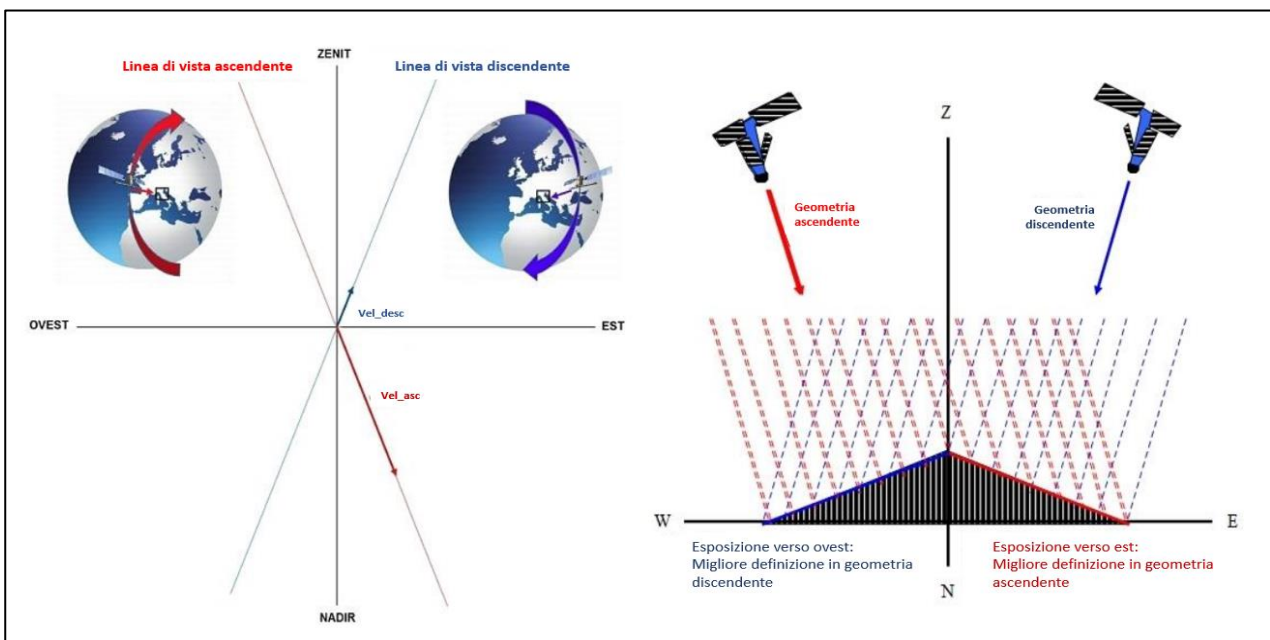 ZENIT
Linea di vista ascendente
Linea di vista discendente
Vel_desc
OVEST
EST
Vel_asc
NADIR
Z
Geometria
ascendente
Geometria
discendente
W
E
Esposizione verso ovest:
Migliore definizione in geometria
discendente
Esposizione verso est:
Migliore definizione in geometria
ascendente
N